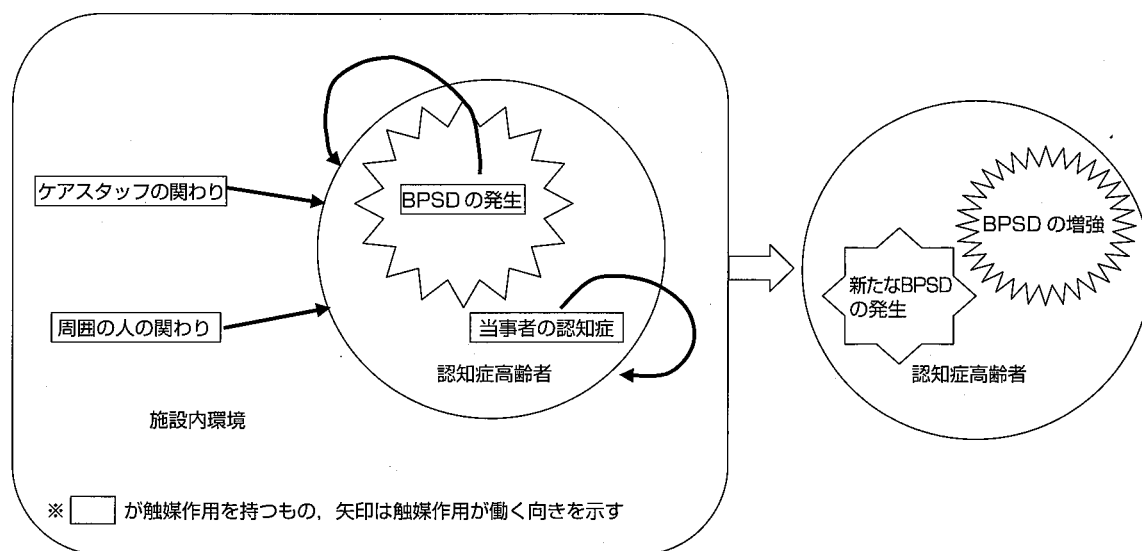 BPSDの発生
ケアスタッフの関わり
周囲の人の関わり
当事者の認知症
認知症高齢者
施設内環境
※ が触媒作用を持つもの,矢印は触媒作用が働く向きを示す
BPSDの増強
新たなBPSD
の発生
認知症高齢者